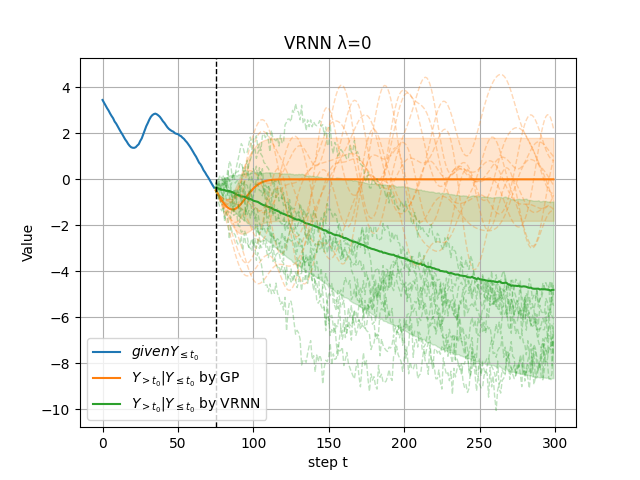 VRNN λ=0
Value
4
2
0
−2
−4
−6
−8
−10
givenY≤t₀
Y>t₀|Y≤t₀ by GP
Y>t₀|Y≤t₀ by VRNN
0 50 100 150 200 250 300
step t